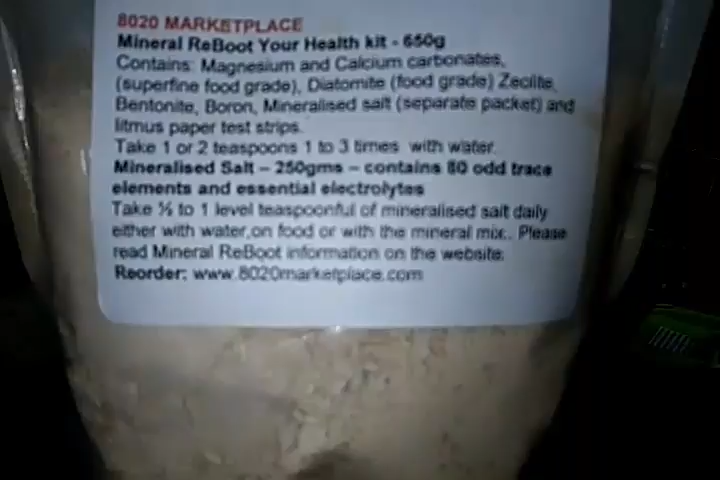 8020 MARKETPLACE
Mineral ReBoot Your Health kit - 650g
Contains: Magnesium and Calcium carbonates,
(superfine food grade), Diatomite (food grade) Zeolite,
Bentonite, Boron, Mineralised salt (separate packet) and
litmus paper test strips.
Take 1 or 2 teaspoons 1 to 3 times with water.
Mineralised Salt – 250gms – contains 80 odd trace
elements and essential electrolytes
Take ½ to 1 level teaspoonful of mineralised salt daily
either with water,on food or with the mineral mix. Please
read Mineral ReBoot information on the website.
Reorder: www.8020marketplace.com